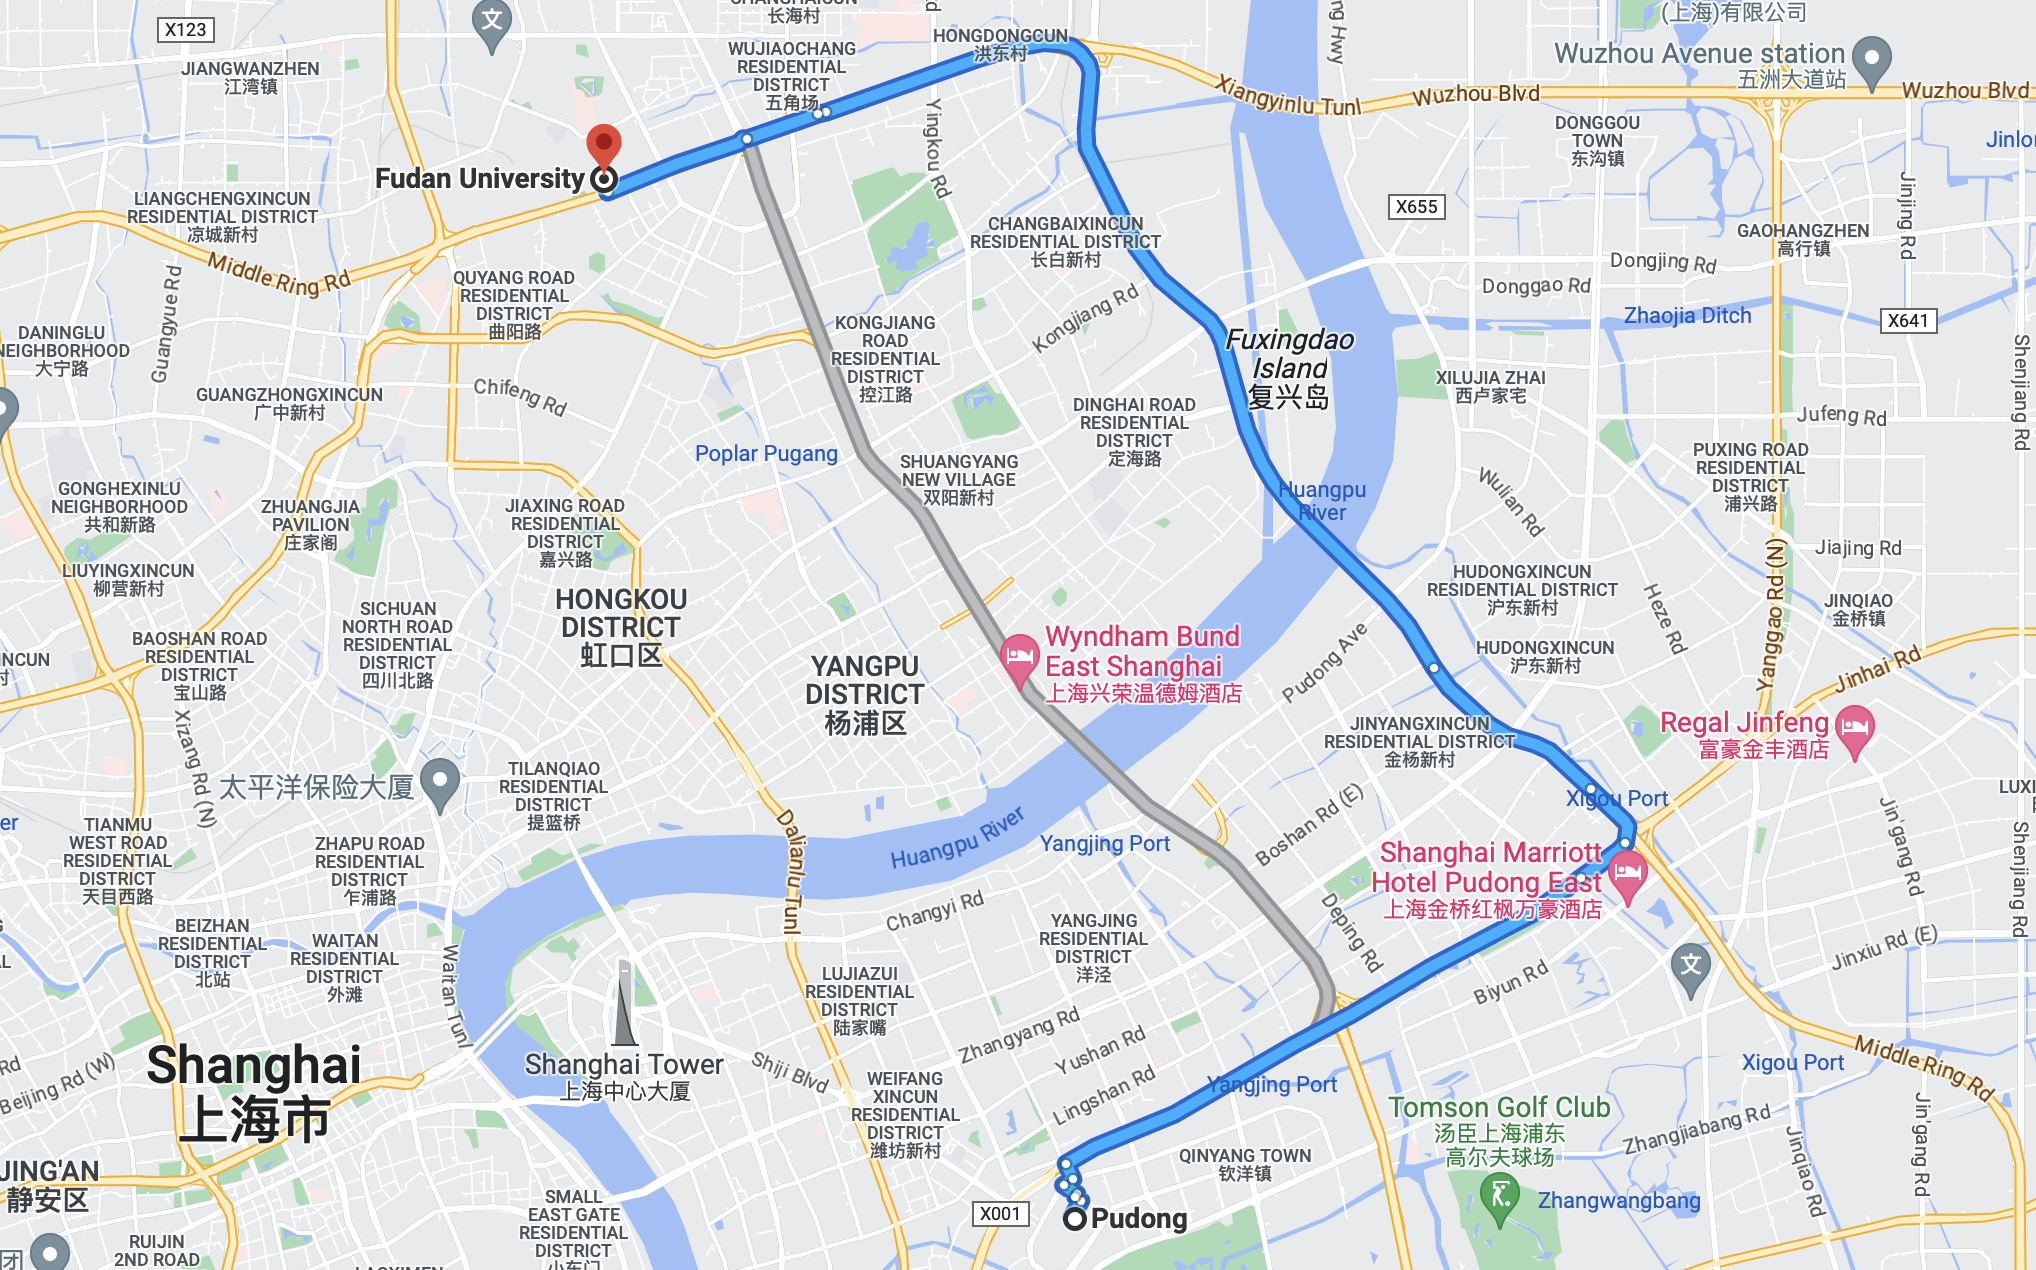 CHANGHAICUN
长海村
X123
文
JIANGWANZHEN
江湾镇
WUJIAOCHANG
RESIDENTIAL
DISTRICT
五角场
HONGDONGCUN
洪东村
Xiangyinlu Tunl
Wuzhou Blvd
(上海)有限公司
Wuzhou Avenue station
五洲大道站
Wuzhou Blvd
DONGGOU
TOWN
东沟镇
Yingkou Rd
Fudan University
LIANGCHENGXINCUN
RESIDENTIAL DISTRICT
凉城新村
X655
CHANGBAIXINCUN
RESIDENTIAL DISTRICT
长白新村
GAOHANGZHEN
高行镇
Jinjing Rd
Middle Ring Rd
Guangyue Rd
QUYANG ROAD
RESIDENTIAL
DISTRICT
曲阳路
Dongjing Rd
Donggao Rd
Zhaojia Ditch
X641
Kongjiang Rd
KONGJIANG
ROAD
RESIDENTIAL
DISTRICT
控江路
DANINGLU
NEIGHBORHOOD
大宁路
Fuxingdao
Island
复兴岛
Shenjiang Rd
GUANGZHONGXINCUN
广中新村
Chifeng Rd
XILUJIA ZHAI
西卢家宅
DINGHAI ROAD
RESIDENTIAL
DISTRICT
定海路
Jufeng Rd
Poplar Pugang
SHUANGYANG
NEW VILLAGE
双阳新村
PUXING ROAD
RESIDENTIAL
DISTRICT
浦兴路
Huangpu
River
Wulian Rd
GONGHEXINLU
NEIGHBORHOOD
共和新路
ZHUANGJIA
PAVILION
庄家阁
JIAXING ROAD
RESIDENTIAL
DISTRICT
嘉兴路
Jiajing Rd
Yanggao Rd (N)
LIUYINGXINCUN
柳营新村
HUDONGXINCUN
RESIDENTIAL DISTRICT
沪东新村
Heze Rd
JINQIAO
金桥镇
HONGKOU
DISTRICT
虹口区
SICHUAN
NORTH ROAD
RESIDENTIAL
DISTRICT
四川北路
BAOSHAN ROAD
RESIDENTIAL
DISTRICT
宝山路
Wyndham Bund
East Shanghai
上海兴荣温德姆酒店
Pudong Ave
HUDONGXINCUN
沪东新村
Jinhai Rd
YANGPU
DISTRICT
杨浦区
Xizang Rd (N)
JINYANGXINCUN
RESIDENTIAL DISTRICT
金杨新村
Regal Jinfeng
富豪金丰酒店
太平洋保险大厦
TILANQIAO
RESIDENTIAL
DISTRICT
提篮桥
Xigou Port
Boshan Rd (E)
Jin'gang Rd
Shenjiang Rd
TIANMU
WEST ROAD
RESIDENTIAL
DISTRICT
天目西路
ZHAPU ROAD
RESIDENTIAL
DISTRICT
乍浦路
Dalianlu Tunl
Huangpu River
Yangjing Port
Shanghai Marriott
Hotel Pudong East
上海金桥红枫万豪酒店
Changyi Rd
Deping Rd
YANGJING
RESIDENTIAL
DISTRICT
洋泾
BEIZHAN
RESIDENTIAL
DISTRICT
北站
WAITAN
RESIDENTIAL
DISTRICT
外滩
Waitan Tunl
LUJIAZUI
RESIDENTIAL
DISTRICT
陆家嘴
Jinxiu Rd (E)
文
Biyun Rd
Zhangyang Rd
Yushan Rd
Lingshan Rd
Shanghai
上海市
Shanghai Tower
上海中心大厦
Shiji Blvd
Beijing Rd (W)
WEIFANG
XINCUN
RESIDENTIAL
DISTRICT
潍坊新村
Yangjing Port
Xigou Port
Middle Ring Rd
Tomson Golf Club
汤臣上海浦东
高尔夫球场
Zhangjiabang Rd
Jinqiao Rd
Jin'gang Rd
QINYANG TOWN
钦洋镇
JING'AN
静安区
Zhangwangbang
X001
Pudong
SMALL
EAST GATE
RESIDENTIAL
DISTRICT
小东门
RUIJIN
2ND ROAD
LAOXIMEN